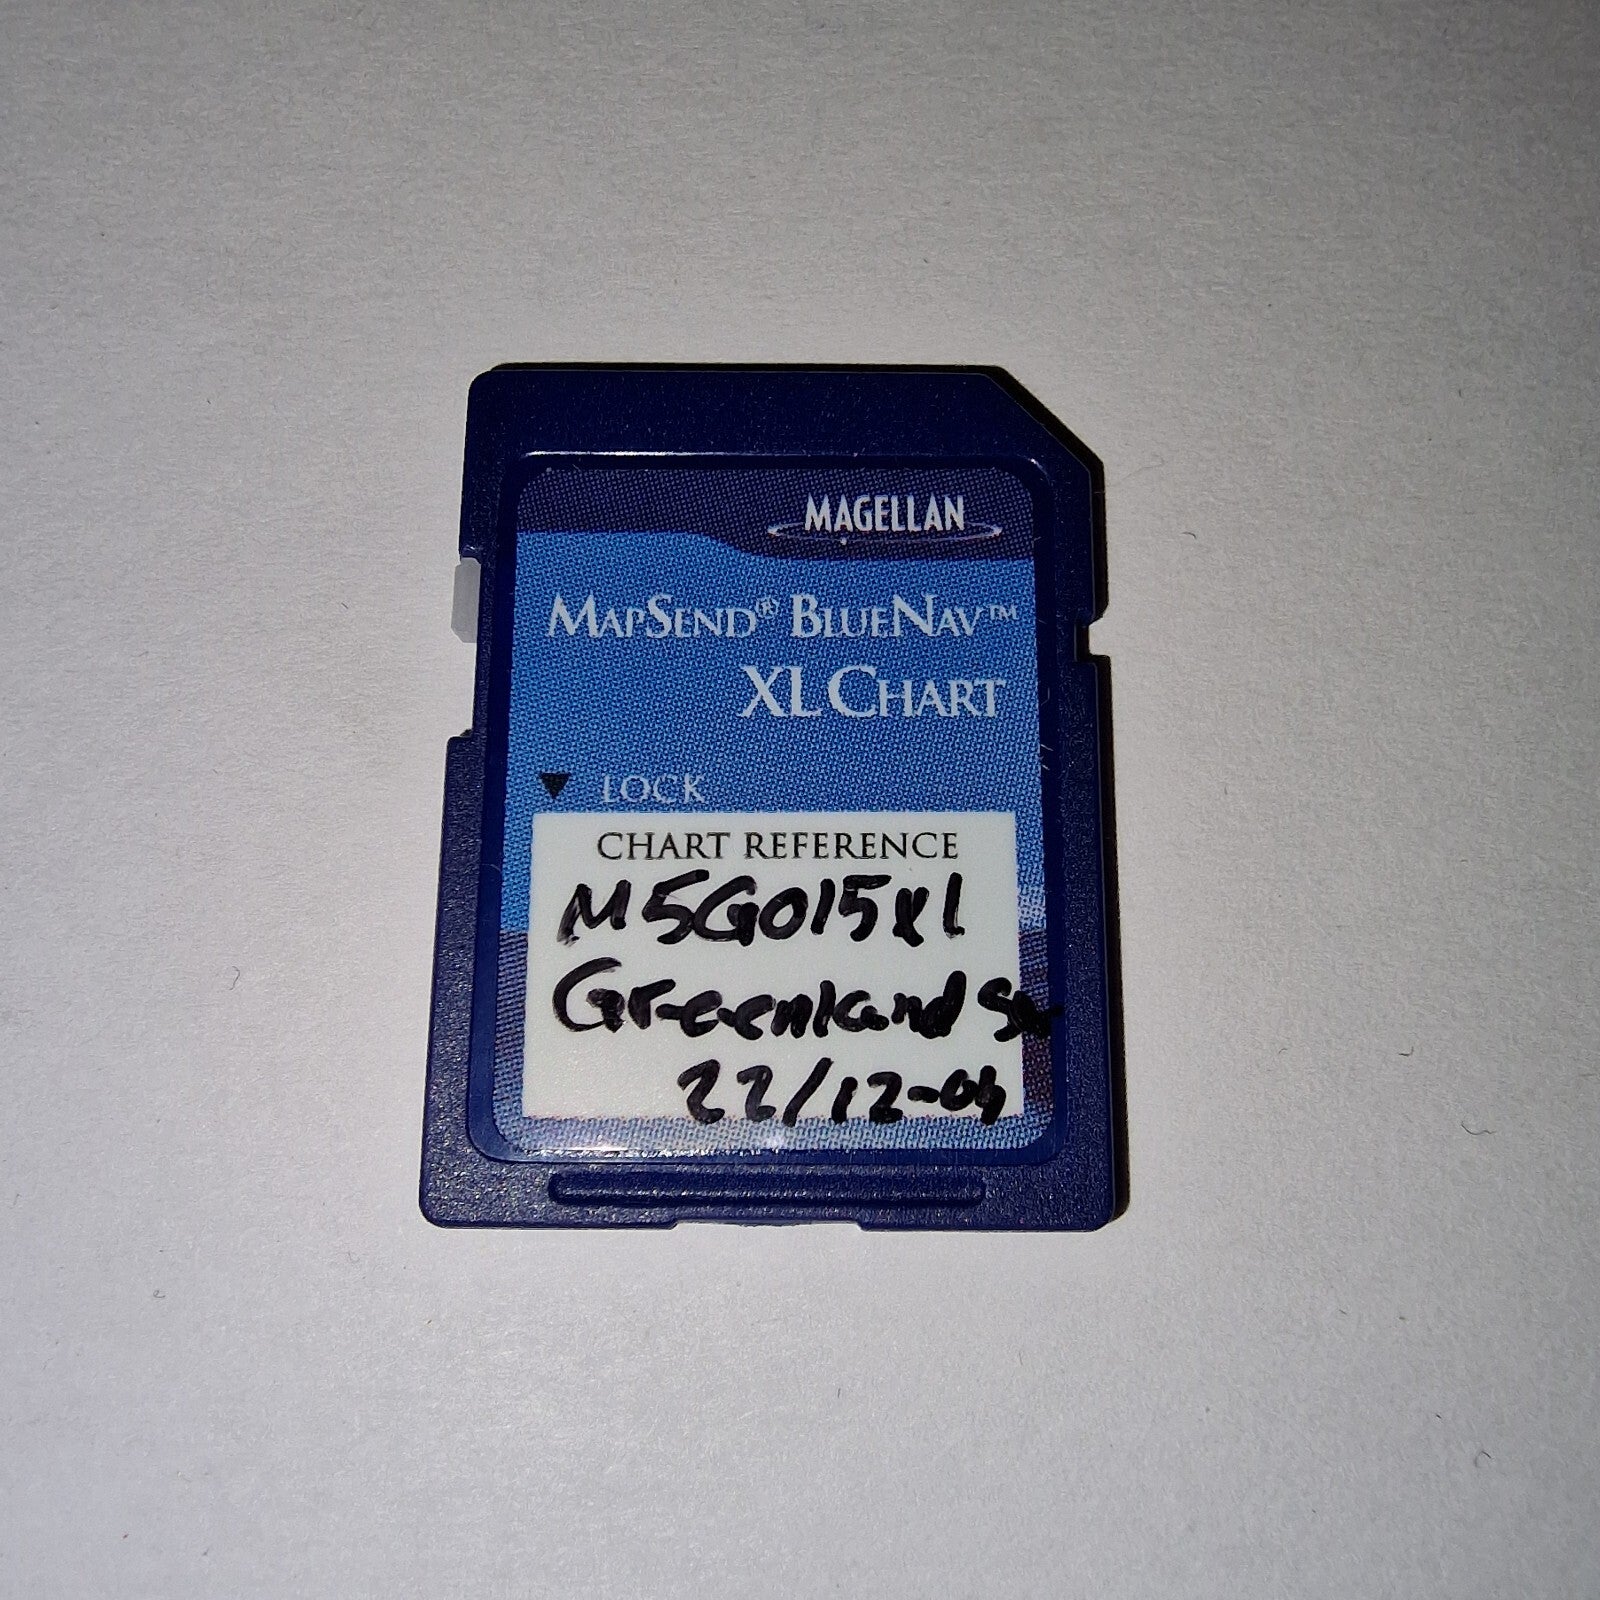 MAGELLAN
MAPSEND® BLUENAV™
XL CHART
LOCK
CHART REFERENCE
M5G015xl
Greenland
22/12-04